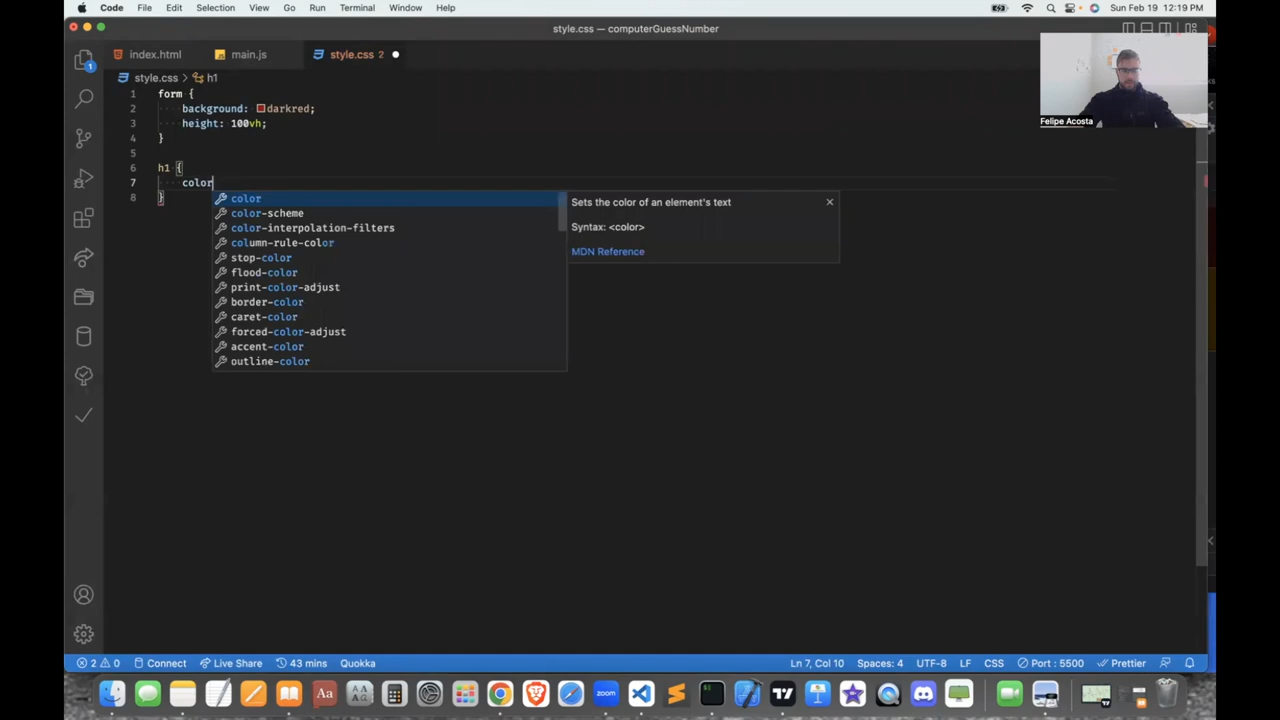 Code File Edit Selection View Go Run Terminal Window Help
Sun Feb 19 12:19 PM
style.css — computerGuessNumber
index.html
main.js
style.css 2
style.css > h1
Felipe Acosta
1 form {
2 background: darkred;
3 height: 100vh;
4 }
5
6 h1 {
7 color
8 }
color
color-scheme
color-interpolation-filters
column-rule-color
stop-color
flood-color
print-color-adjust
border-color
caret-color
forced-color-adjust
accent-color
outline-color
Sets the color of an element's text
Syntax: <color>
MDN Reference
1
2 0 Connect Live Share 43 mins Quokka
Ln 7, Col 10 Spaces: 4 UTF-8 LF CSS Port : 5500 Prettier
Aa
zoom